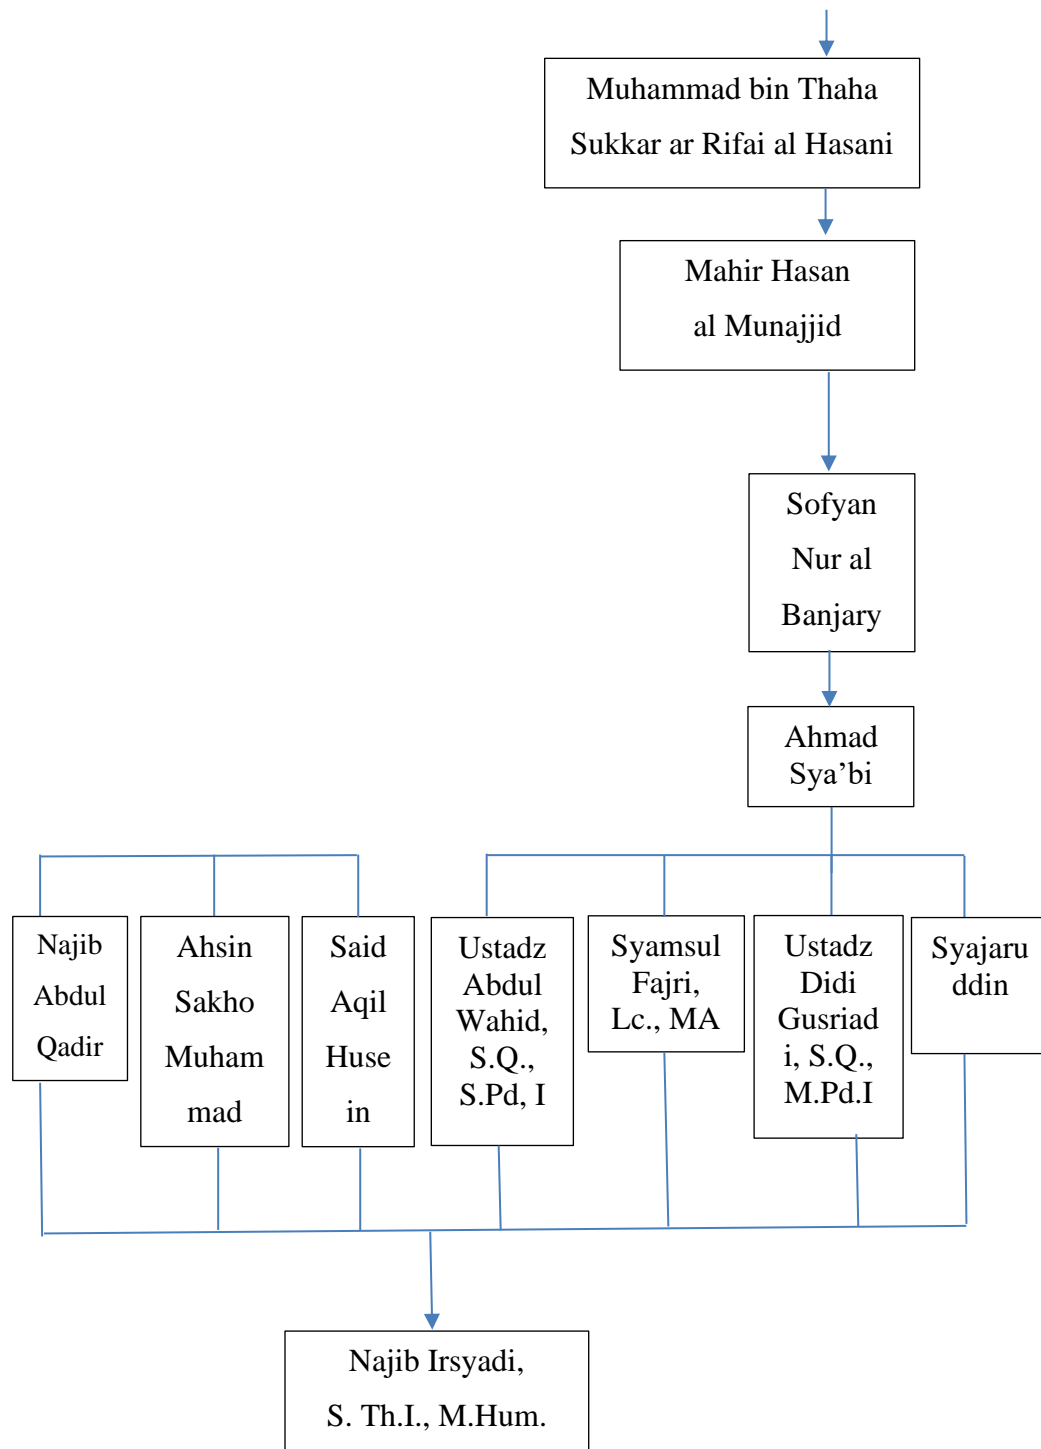 Muhammad bin Thaha
Sukkar ar Rifai al Hasani
Mahir Hasan
al Munajjid
Sofyan
Nur al
Banjary
Ahmad
Sya’bi
Najib
Abdul
Qadir
Ahsin
Sakho
Muham
mad
Said
Aqil
Huse
in
Ustadz
Abdul
Wahid,
S.Q.,
S.Pd, I
Syamsul
Fajri,
Lc., MA
Ustadz
Didi
Gusriad
i, S.Q.,
M.Pd.I
Syajaru
ddin
Najib Irsyadi,
S. Th.I., M.Hum.